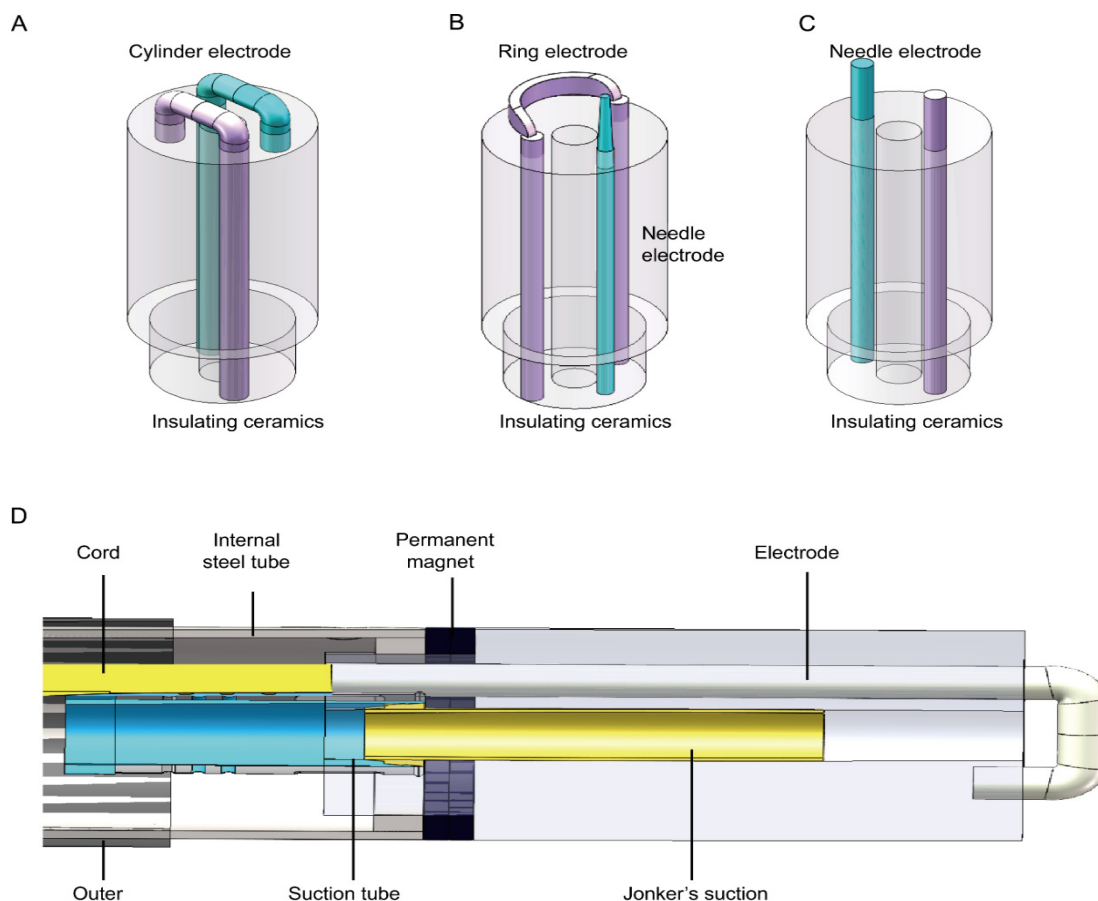 A
Cylinder electrode
Insulating ceramics
B
Ring electrode
Needle
electrode
Insulating ceramics
C
Needle electrode
Insulating ceramics
D
Cord
Internal
steel tube
Permanent
magnet
Electrode
Outer
Suction tube
Jonker's suction